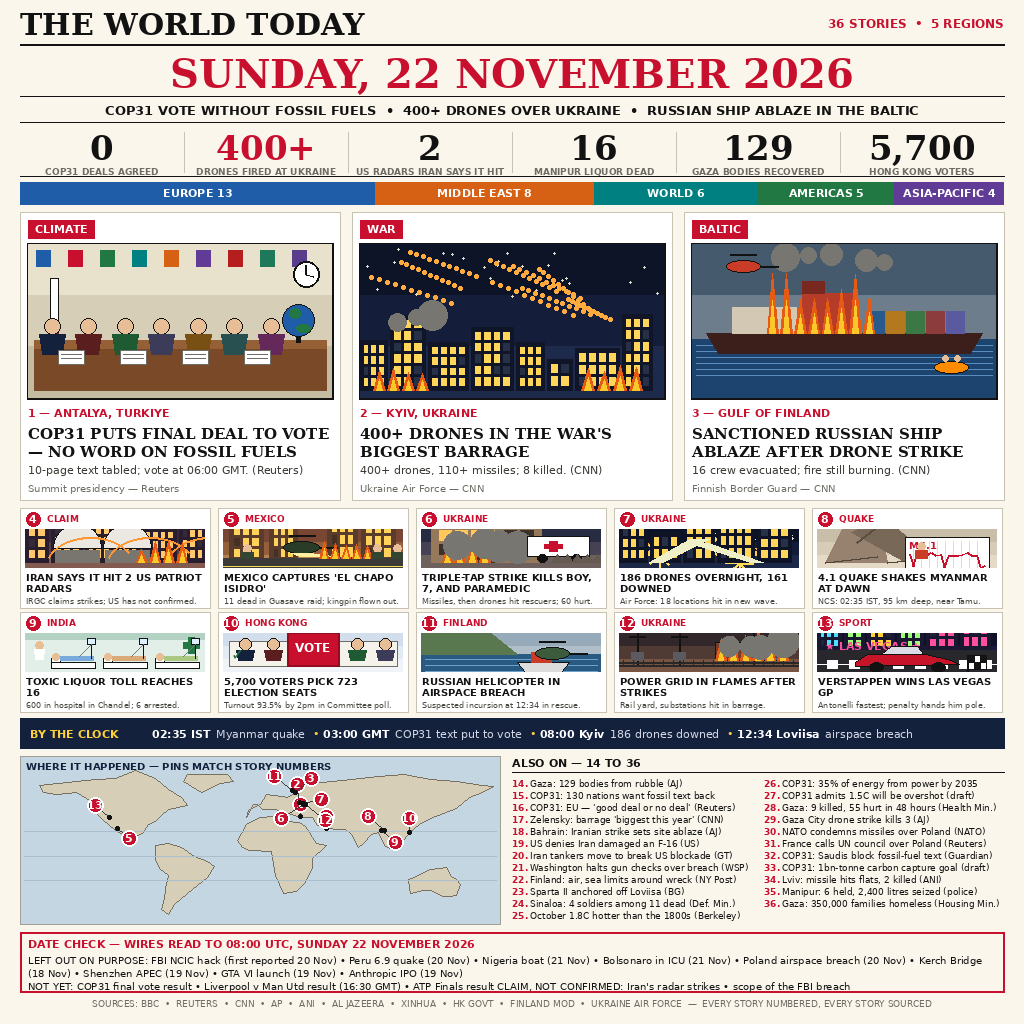 THE WORLD TODAY
36 STORIES • 5 REGIONS
SUNDAY, 22 NOVEMBER 2026
COP31 VOTE WITHOUT FOSSIL FUELS • 400+ DRONES OVER UKRAINE • RUSSIAN SHIP ABLAZE IN THE BALTIC
0
COP31 DEALS AGREED
400+
DRONES FIRED AT UKRAINE
2
US RADARS IRAN SAYS IT HIT
16
MANIPUR LIQUOR DEAD
129
GAZA BODIES RECOVERED
5,700
HONG KONG VOTERS
EUROPE 13
MIDDLE EAST 8
WORLD 6
AMERICAS 5
ASIA-PACIFIC 4
CLIMATE
1 — ANTALYA, TURKIYE
COP31 PUTS FINAL DEAL TO VOTE
— NO WORD ON FOSSIL FUELS
10-page text tabled; vote at 06:00 GMT. (Reuters)
Summit presidency — Reuters
WAR
2 — KYIV, UKRAINE
400+ DRONES IN THE WAR'S
BIGGEST BARRAGE
400+ drones, 110+ missiles; 8 killed. (CNN)
Ukraine Air Force — CNN
BALTIC
3 — GULF OF FINLAND
SANCTIONED RUSSIAN SHIP
ABLAZE AFTER DRONE STRIKE
16 crew evacuated; fire still burning. (CNN)
Finnish Border Guard — CNN
4 CLAIM
IRAN SAYS IT HIT 2 US PATRIOT
RADARS
IRGC claims strikes; US has not confirmed.
5 MEXICO
MEXICO CAPTURES 'EL CHAPO
ISIDRO'
11 dead in Guasave raid; kingpin flown out.
6 UKRAINE
TRIPLE-TAP STRIKE KILLS BOY,
7, AND PARAMEDIC
Missiles, then drones hit rescuers; 60 hurt.
7 UKRAINE
186 DRONES OVERNIGHT, 161
DOWNED
Air Force: 18 locations hit in new wave.
8 QUAKE
4.1 QUAKE SHAKES MYANMAR
AT DAWN
NCS: 02:35 IST, 95 km deep, near Tamu.
9 INDIA
TOXIC LIQUOR TOLL REACHES
16
600 in hospital in Chandel; 6 arrested.
10 HONG KONG
VOTE
5,700 VOTERS PICK 723
ELECTION SEATS
Turnout 93.5% by 2pm in Committee poll.
11 FINLAND
RUSSIAN HELICOPTER IN
AIRSPACE BREACH
Suspected incursion at 12:34 in rescue.
12 UKRAINE
POWER GRID IN FLAMES AFTER
STRIKES
Rail yard, substations hit in barrage.
13 SPORT
VERSTAPPEN WINS LAS VEGAS
GP
Antonelli fastest; penalty hands him pole.
BY THE CLOCK
02:35 IST Myanmar quake • 03:00 GMT COP31 text put to vote • 08:00 Kyiv 186 drones downed • 12:34 Loviisa airspace breach
WHERE IT HAPPENED — PINS MATCH STORY NUMBERS
11
2
3
13
7
6
12
8
10
5
9
ALSO ON — 14 TO 36
14. Gaza: 129 bodies from rubble (AJ)
15. COP31: 130 nations want fossil text back
16. COP31: EU — 'good deal or no deal' (Reuters)
17. Zelensky: barrage 'biggest this year' (CNN)
18. Bahrain: Iranian strike sets site ablaze (AJ)
19. US denies Iran damaged an F-16 (US)
20. Iran tankers move to break US blockade (GT)
21. Washington halts gun checks over breach (WSP)
22. Finland: air, sea limits around wreck (NY Post)
23. Sparta II anchored off Loviisa (BG)
24. Sinaloa: 4 soldiers among 11 dead (Def. Min.)
25. October 1.8C hotter than the 1800s (Berkeley)
26. COP31: 35% of energy from power by 2035
27. COP31 admits 1.5C will be overshot (draft)
28. Gaza: 9 killed, 55 hurt in 48 hours (Health Min.)
29. Gaza City drone strike kills 3 (AJ)
30. NATO condemns missiles over Poland (NATO)
31. France calls UN council over Poland (Reuters)
32. COP31: Saudis block fossil-fuel text (Guardian)
33. COP31: 1bn-tonne carbon capture goal (draft)
34. Lviv: missile hits flats, 2 killed (ANI)
35. Manipur: 6 held, 2,400 litres seized (police)
36. Gaza: 350,000 families homeless (Housing Min.)
DATE CHECK — WIRES READ TO 08:00 UTC, SUNDAY 22 NOVEMBER 2026
LEFT OUT ON PURPOSE: FBI NCIC hack (first reported 20 Nov) • Peru 6.9 quake (20 Nov) • Nigeria boat (21 Nov) • Bolsonaro in ICU (21 Nov) • Poland airspace breach (20 Nov) • Kerch Bridge
(18 Nov) • Shenzhen APEC (19 Nov) • GTA VI launch (19 Nov) • Anthropic IPO (19 Nov)
NOT YET: COP31 final vote result • Liverpool v Man Utd result (16:30 GMT) • ATP Finals result CLAIM, NOT CONFIRMED: Iran's radar strikes • scope of the FBI breach
SOURCES: BBC • REUTERS • CNN • AP • ANI • AL JAZEERA • XINHUA • HK GOVT • FINLAND MOD • UKRAINE AIR FORCE — EVERY STORY NUMBERED, EVERY STORY SOURCED